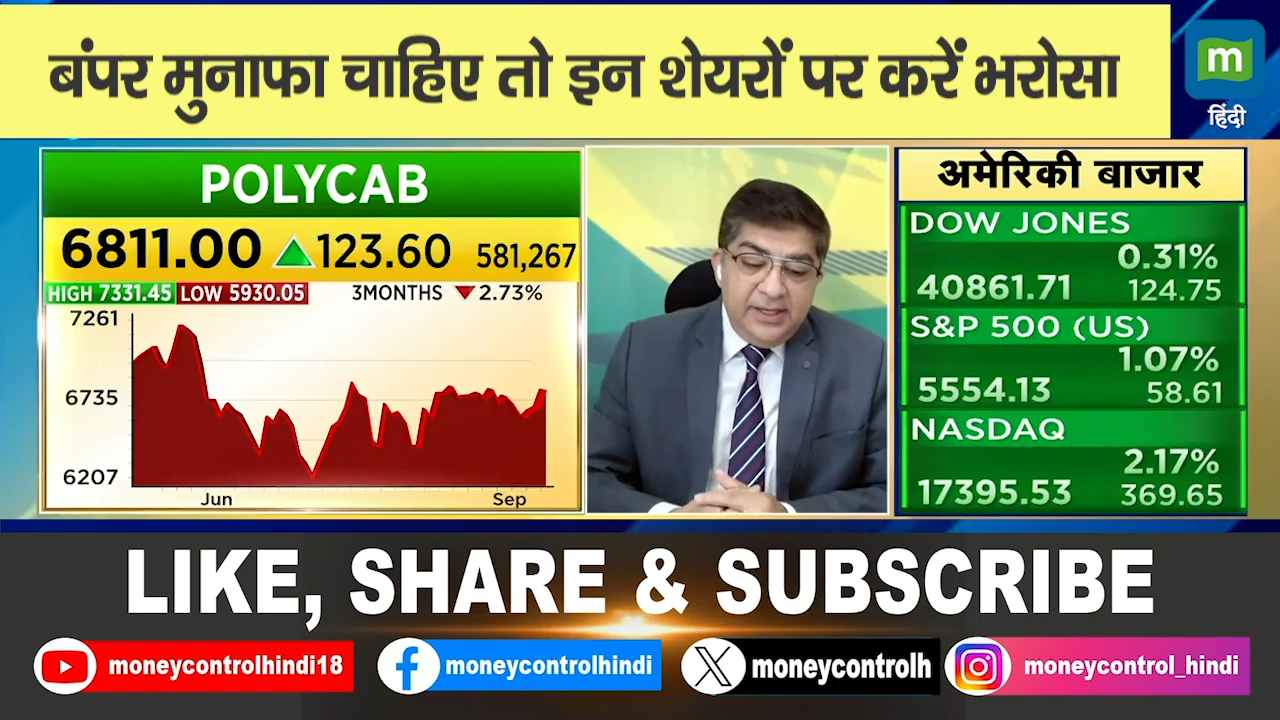 बंपर मुनाफा चाहिए तो इन शेयरों पर करें भरोसा
m
हिंदी
POLYCAB
6811.00 123.60 581,267
HIGH 7331.45 LOW 5930.05 3MONTHS 2.73%
7261
6735
6207
Jun Sep
अमेरिकी बाजार
DOW JONES
0.31%
40861.71 124.75
S&P 500 (US)
1.07%
5554.13 58.61
NASDAQ
2.17%
17395.53 369.65
LIKE, SHARE & SUBSCRIBE
moneycontrolhindi18 moneycontrolhindi moneycontrolh moneycontrol_hindi